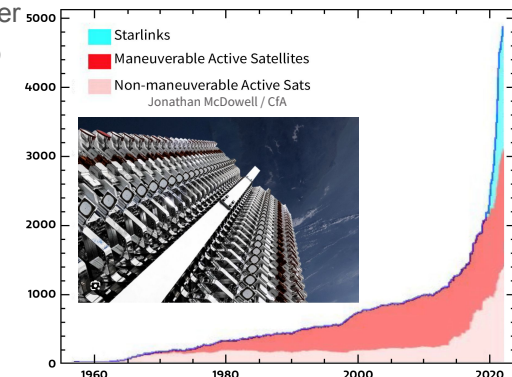 er
5000
Starlinks
Maneuverable Active Satellites
Non-maneuverable Active Sats
Jonathan McDowell / CfA
4000
3000
2000
1000
0
1960 1980 2000 2020